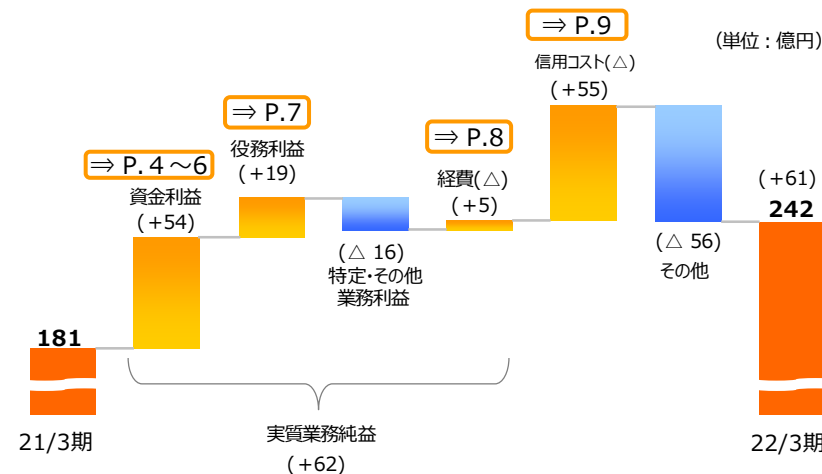 (単位：億円)
⇒ P.9
信用コスト(△)
(+55)
⇒ P.7
役務利益
(+19)
⇒ P.8
経費(△)
(+5)
⇒ P.４～6
資金利益
(+54)
(△ 16)
特定・その他
業務利益
(△ 56)
その他
(+61)
242
181
21/3期
22/3期
実質業務純益
(+62)